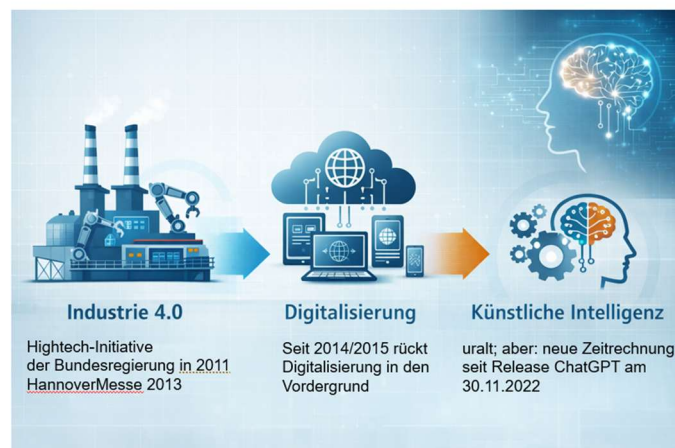 Industrie 4.0
Hightech-Initiative
der Bundesregierung in 2011
HannoverMesse 2013
Digitalisierung
Seit 2014/2015 rückt
Digitalisierung in den
Vordergrund
Künstliche Intelligenz
uralt; aber: neue Zeitrechnung
seit Release ChatGPT am
30.11.2022